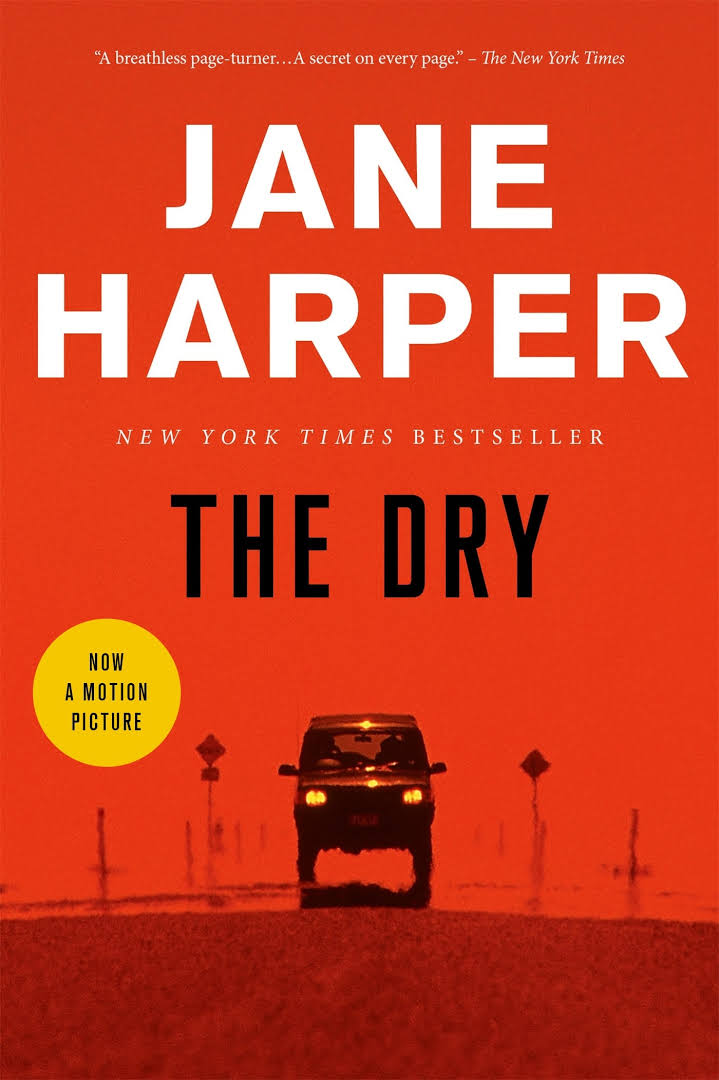 “A breathless page-turner…A secret on every page.” – The New York Times
JANE
HARPER
NEW YORK TIMES BESTSELLER
THE DRY
NOW
A MOTION
PICTURE